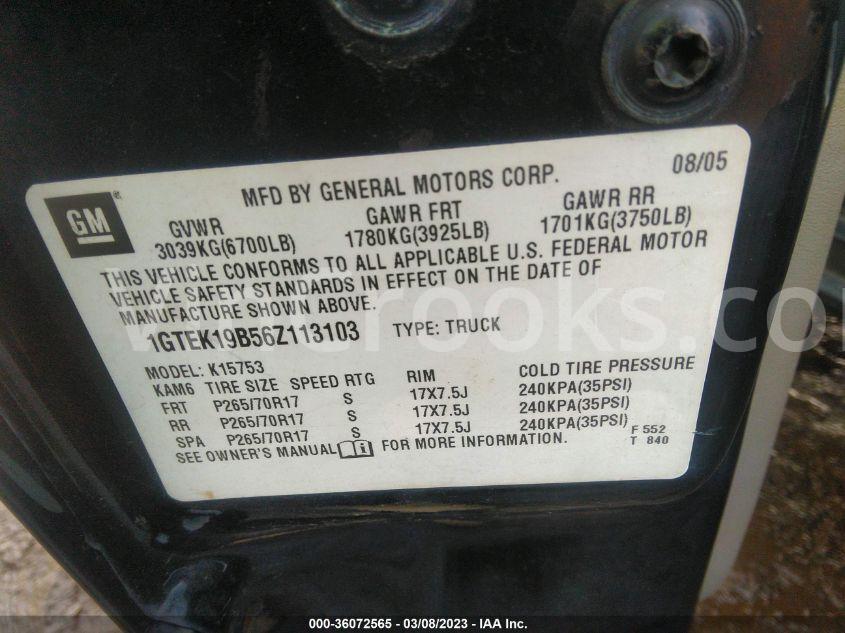 08/05
MFD BY GENERAL MOTORS CORP.
GM
GVWR GAWR FRT GAWR RR
3039KG(6700LB) 1780KG(3925LB) 1701KG(3750LB)
THIS VEHICLE CONFORMS TO ALL APPLICABLE U.S. FEDERAL MOTOR
VEHICLE SAFETY STANDARDS IN EFFECT ON THE DATE OF
MANUFACTURE SHOWN ABOVE.
1GTEK19B56Z113103 TYPE: TRUCK
MODEL: K15753
KAM6 TIRE SIZE SPEED RTG RIM COLD TIRE PRESSURE
FRT P265/70R17 S 17X7.5J 240KPA(35PSI)
RR P265/70R17 S 17X7.5J 240KPA(35PSI)
SPA P265/70R17 S 17X7.5J 240KPA(35PSI)
SEE OWNER'S MANUAL FOR MORE INFORMATION.
F 552
T 840
000-36072565 - 03/08/2023 - IAA Inc.